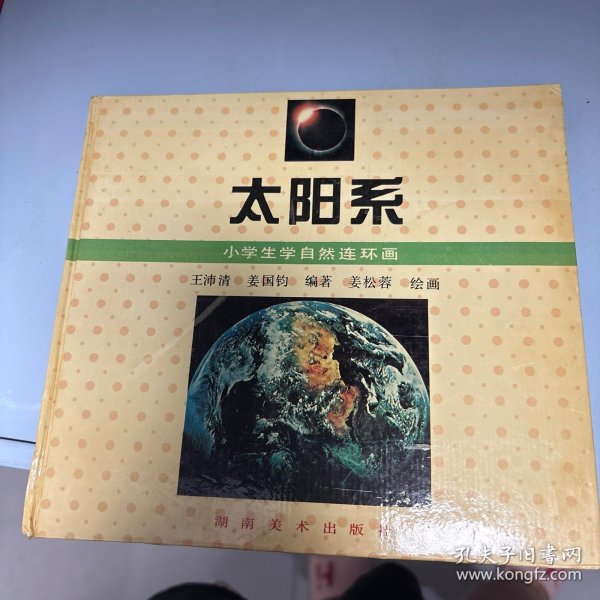 太阳系
小学生学自然连环画
王沛清 姜国钧 编著 姜松蓉 绘画
湖南美术出版社
孔夫子旧书网
www.kongfz.com